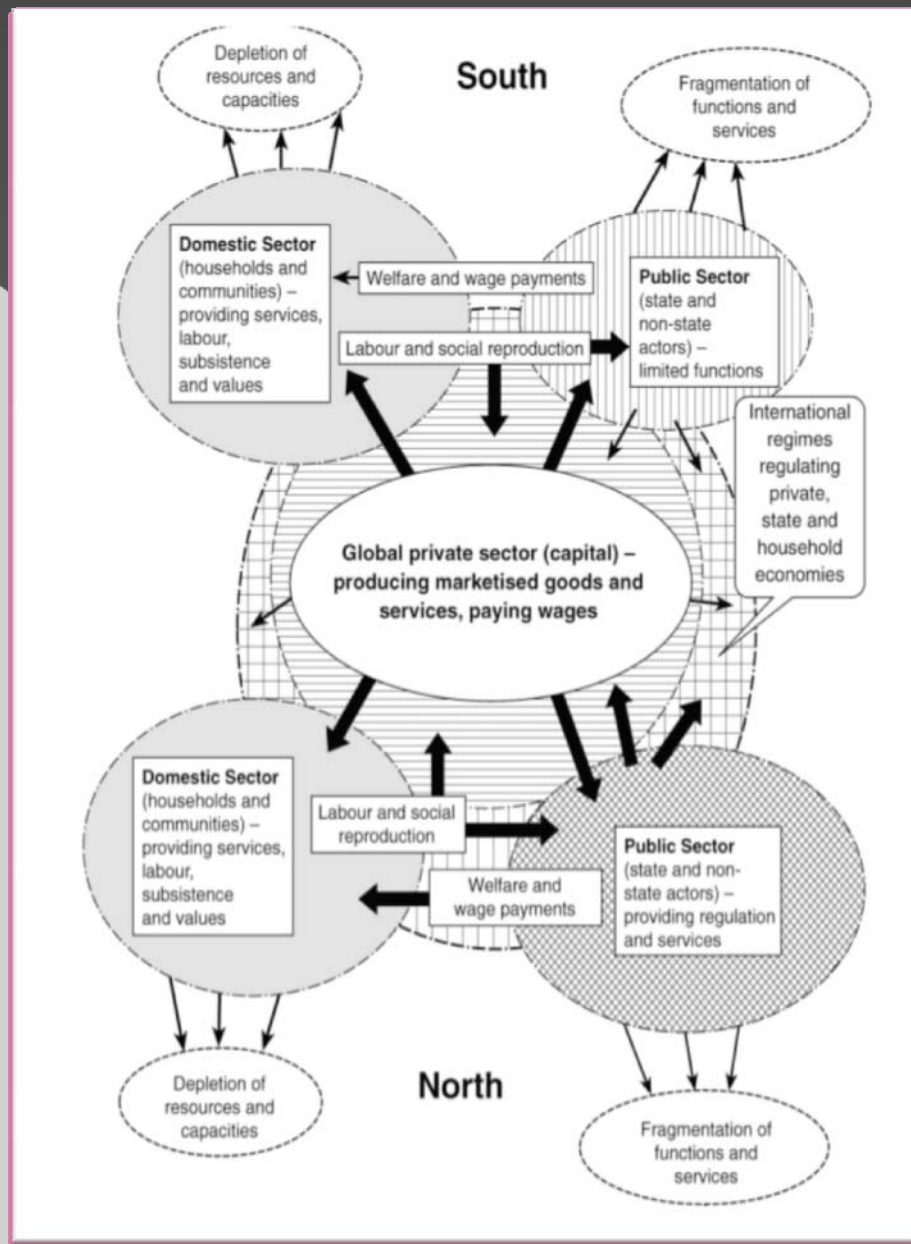 Depletion of
resources and
capacities
South
Fragmentation of
functions and
services
Domestic Sector
(households and
communities) –
providing services,
labour,
subsistence
and values
Welfare and wage payments
Labour and social reproduction
Public Sector
(state and
non-state
actors) –
limited functions
International
regimes
regulating
private,
state and
household
economies
Global private sector (capital) –
producing marketised goods and
services, paying wages
Domestic Sector
(households and
communities) –
providing services,
labour,
subsistence
and values
Labour and social
reproduction
Welfare and
wage payments
Public Sector
(state and non-
state actors) –
providing regulation
and services
Depletion of
resources and
capacities
North
Fragmentation of
functions and
services